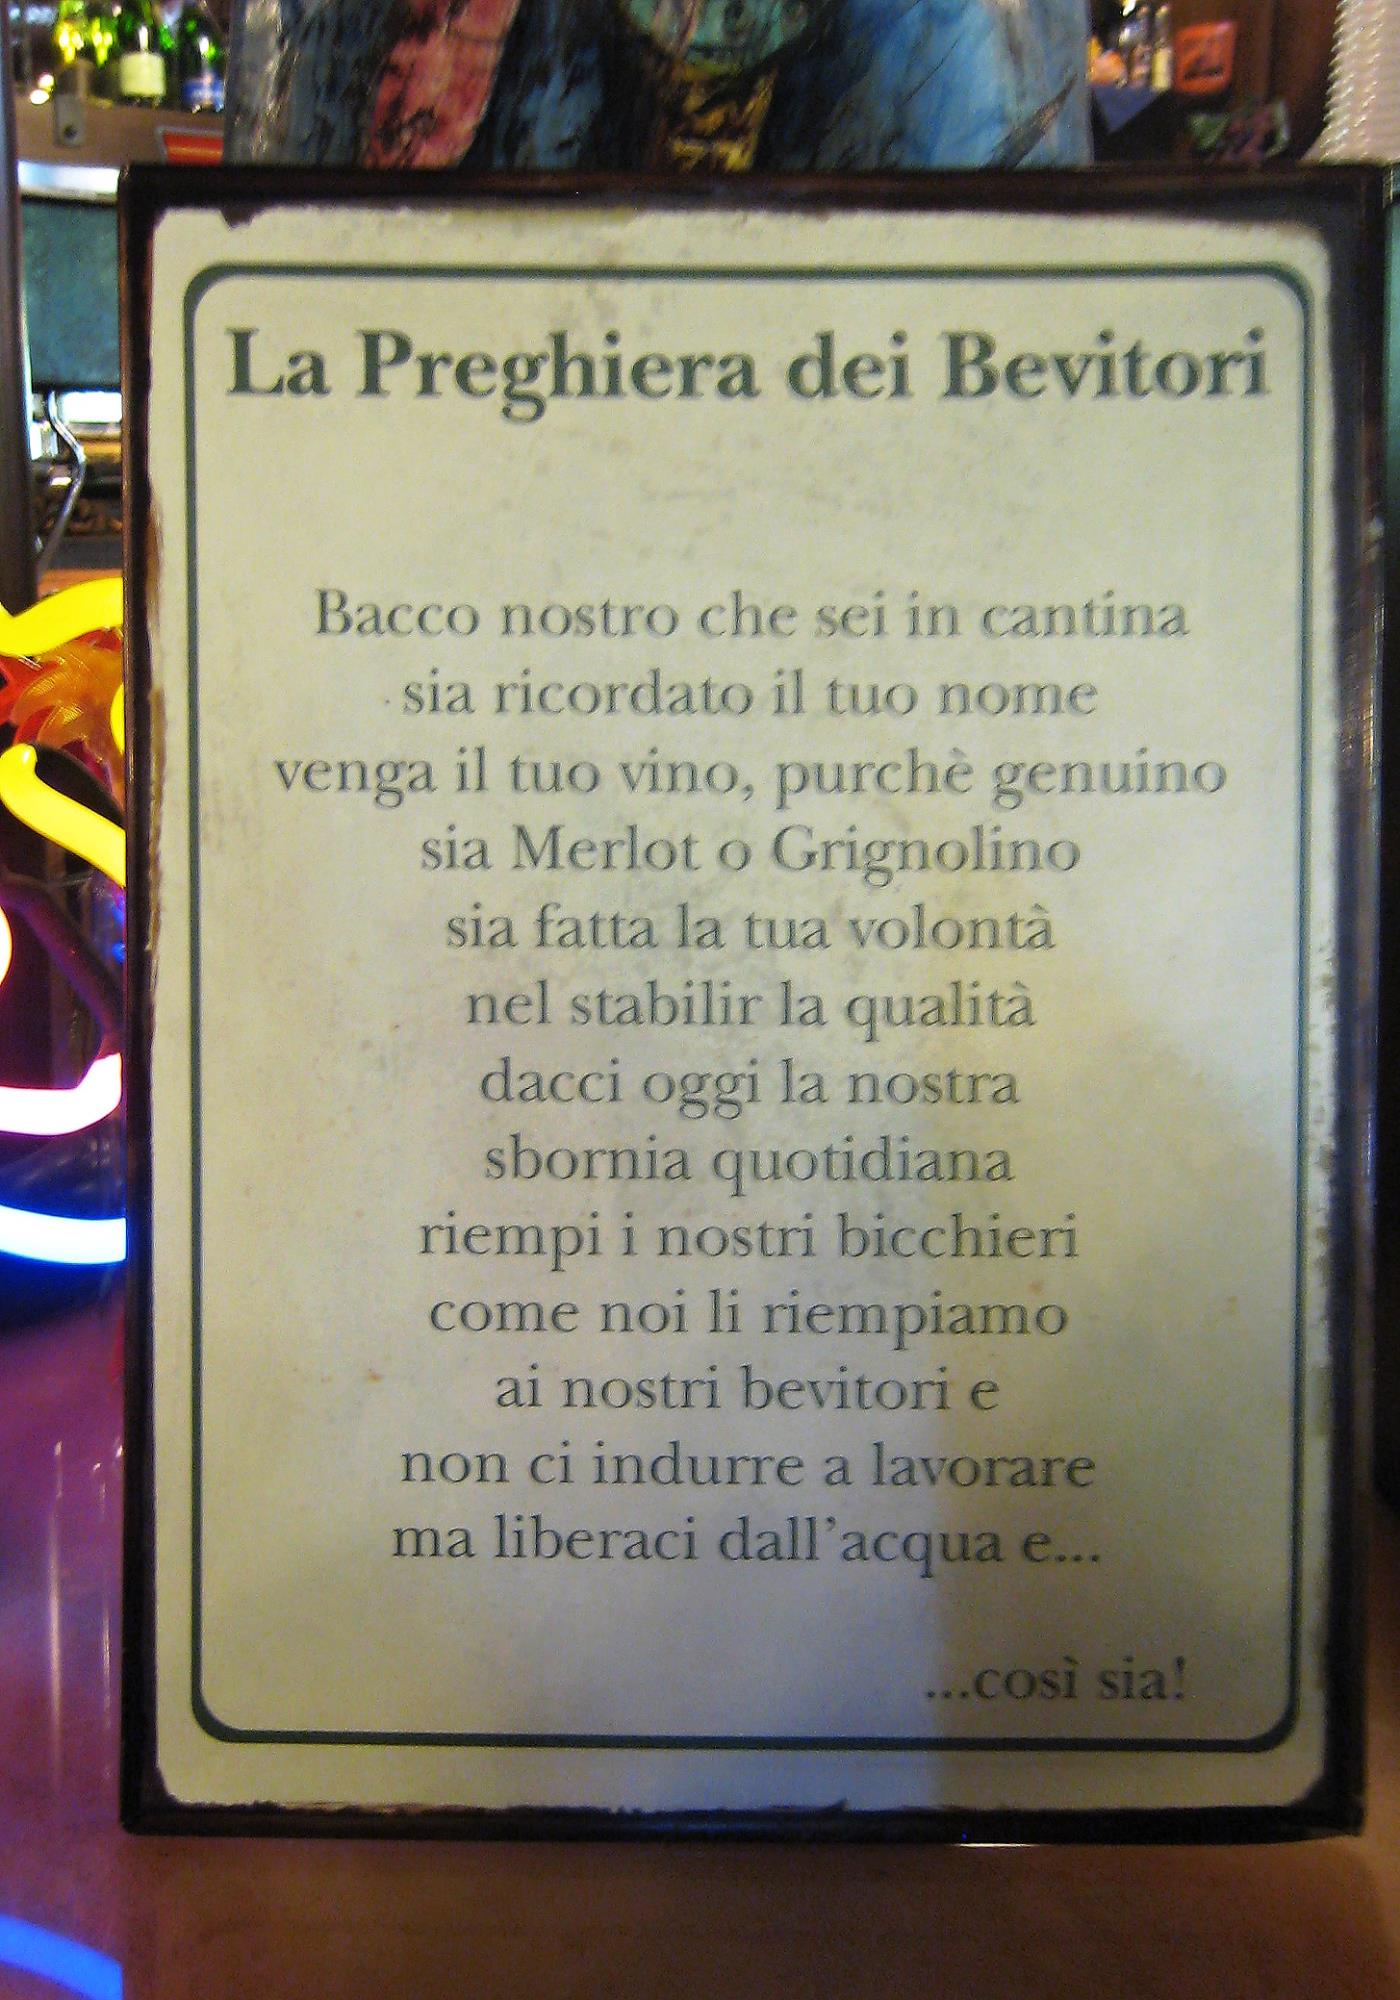 La Preghiera dei Bevitori
Bacco nostro che sei in cantina
sia ricordato il tuo nome
venga il tuo vino, purchè genuino
sia Merlot o Grignolino
sia fatta la tua volontà
nel stabilir la qualità
dacci oggi la nostra
sbornia quotidiana
riempi i nostri bicchieri
come noi li riempiamo
ai nostri bevitori e
non ci indurre a lavorare
ma liberaci dall'acqua e...
...così sia!